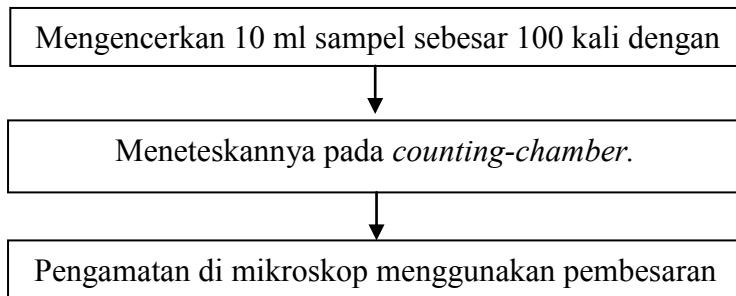 Mengencerkan 10 ml sampel sebesar 100 kali dengan
Meneteskannya pada counting-chamber.
Pengamatan di mikroskop menggunakan pembesaran